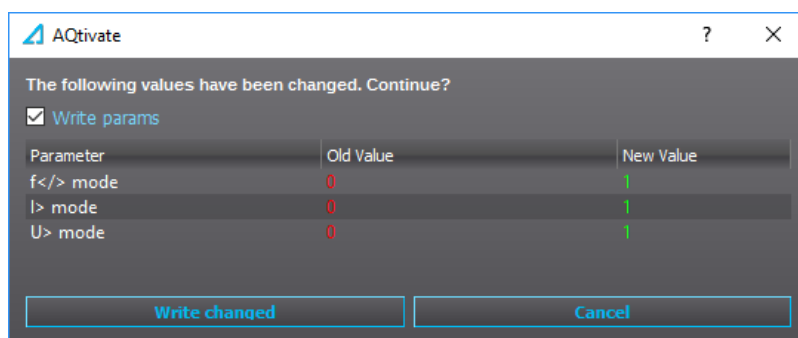 AQtivate ?
The following values have been changed. Continue?
Write params
Parameter Old Value New Value
f</> mode 0 1
I> mode 0 1
U> mode 0 1
Write changed Cancel